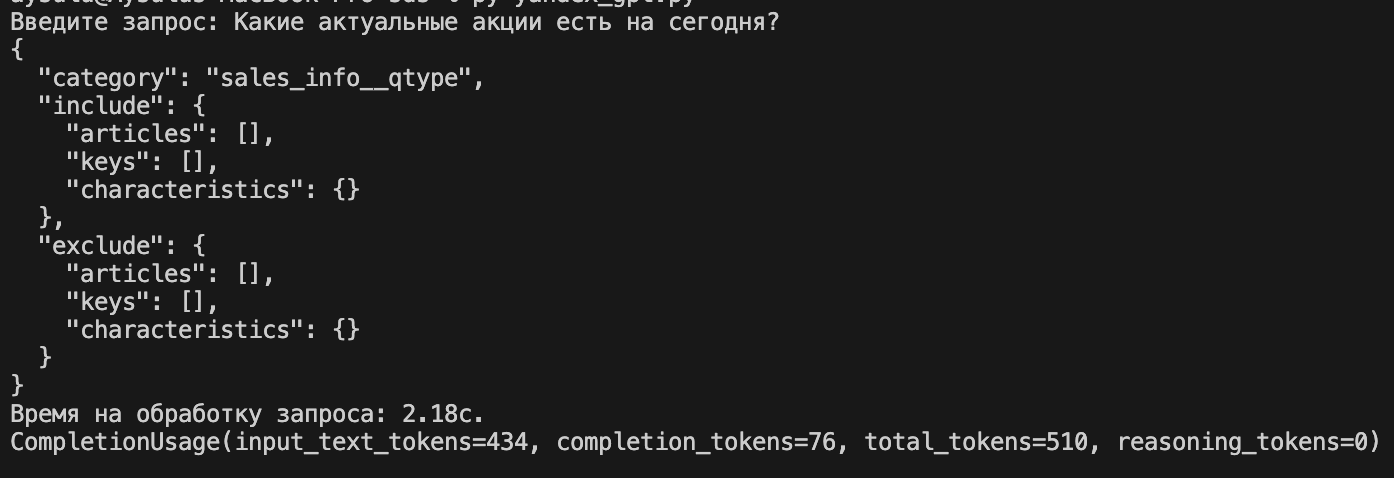 Введите запрос: Какие актуальные акции есть на сегодня?
{
  "category": "sales_info__qtype",
  "include": {
    "articles": [],
    "keys": [],
    "characteristics": {}
  },
  "exclude": {
    "articles": [],
    "keys": [],
    "characteristics": {}
  }
}
Время на обработку запроса: 2.18с.
CompletionUsage(input_text_tokens=434, completion_tokens=76, total_tokens=510, reasoning_tokens=0)